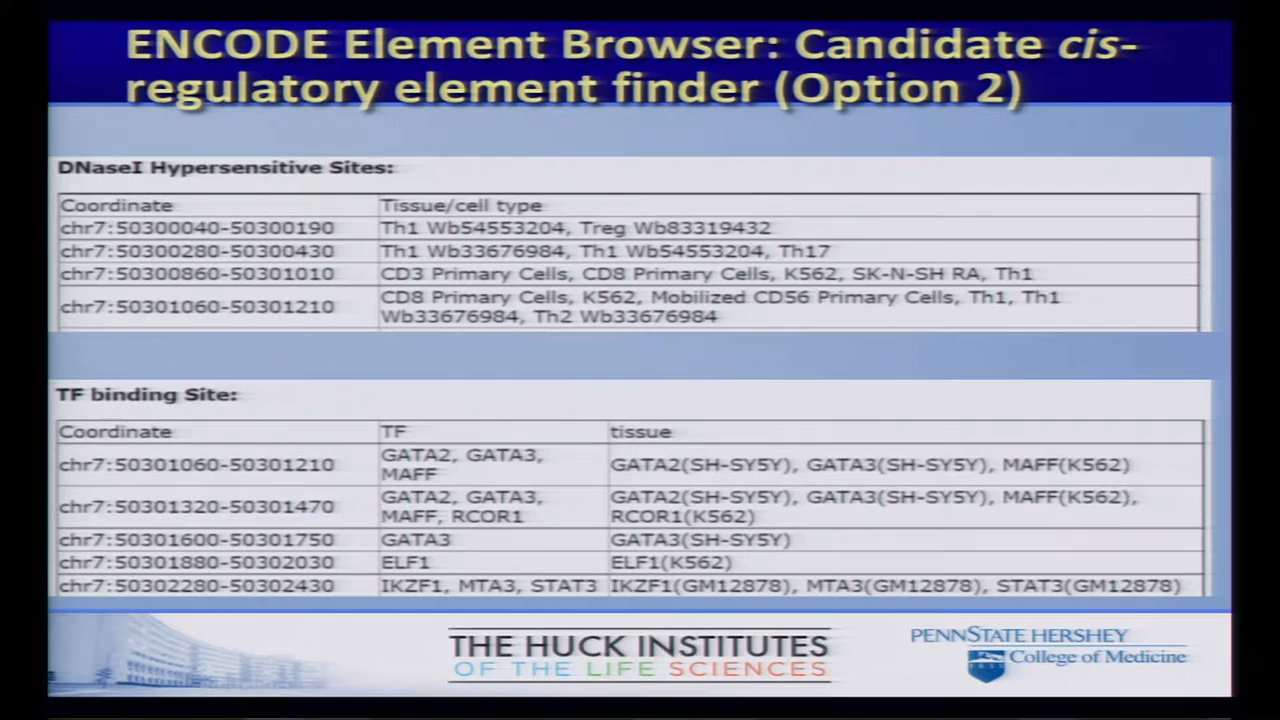 ENCODE Element Browser: Candidate cis-
regulatory element finder (Option 2)
DNaseI Hypersensitive Sites:
Coordinate Tissue/cell type
chr7:50300040-50300190 Th1 Wb54553204, Treg Wb83319432
chr7:50300280-50300430 Th1 Wb33676984, Th1 Wb54553204, Th17
chr7:50300860-50301010 CD3 Primary Cells, CD8 Primary Cells, K562, SK-N-SH RA, Th1
chr7:50301060-50301210 CD8 Primary Cells, K562, Mobilized CD56 Primary Cells, Th1, Th1
Wb33676984, Th2 Wb33676984
TF binding Site:
Coordinate TF tissue
chr7:50301060-50301210 GATA2, GATA3, GATA2(SH-SY5Y), GATA3(SH-SY5Y), MAFF(K562)
MAFF
chr7:50301320-50301470 GATA2, GATA3, GATA2(SH-SY5Y), GATA3(SH-SY5Y), MAFF(K562),
MAFF, RCOR1 RCOR1(K562)
chr7:50301600-50301750 GATA3 GATA3(SH-SY5Y)
chr7:50301880-50302030 ELF1 ELF1(K562)
chr7:50302280-50302430 IKZF1, MTA3, STAT3 IKZF1(GM12878), MTA3(GM12878), STAT3(GM12878)
THE HUCK INSTITUTES
OF THE LIFE SCIENCES
PENNSTATE HERSHEY
College of Medicine